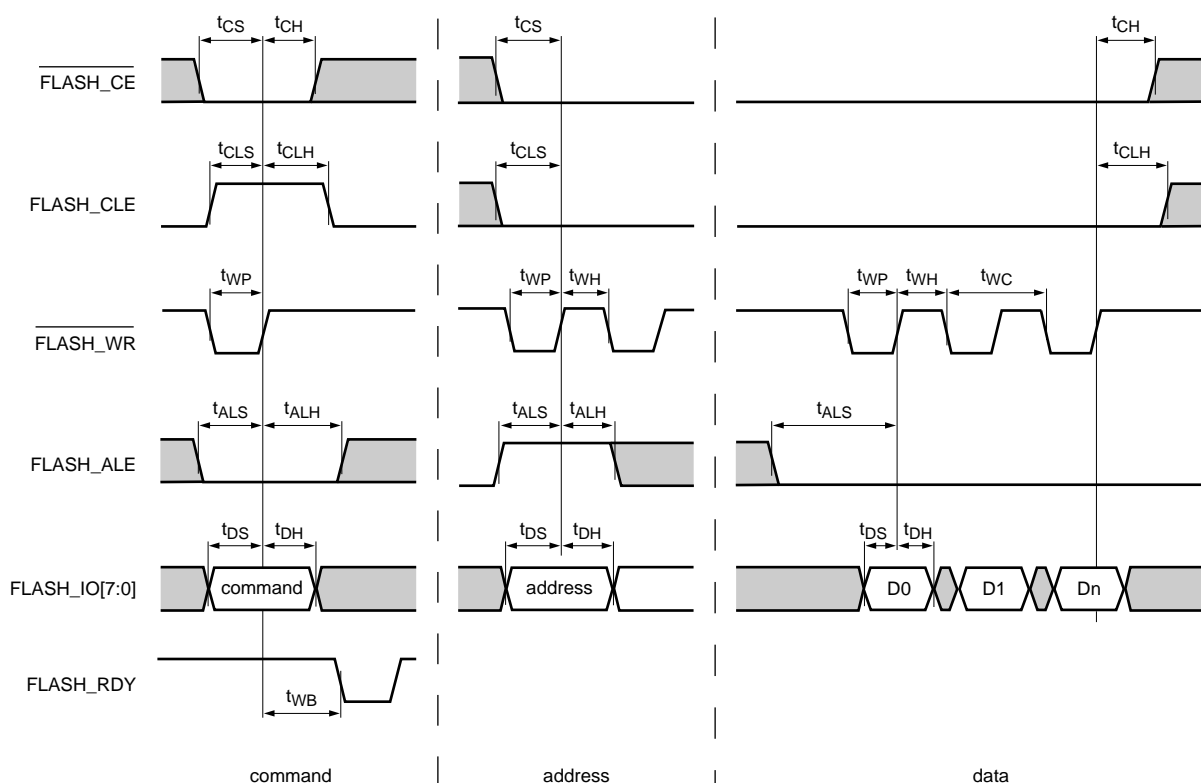 tCS tCH tCS tCH
FLASH_CE
tCLS tCLH tCLS tCLH
FLASH_CLE
tWP tWP tWH tWP tWH tWC
FLASH_WR
tALS tALH tALS tALH tALS
FLASH_ALE
tDS tDH tDS tDH tDS tDH
FLASH_IO[7:0] command address D0 D1 Dn
FLASH_RDY
tWB
command address data